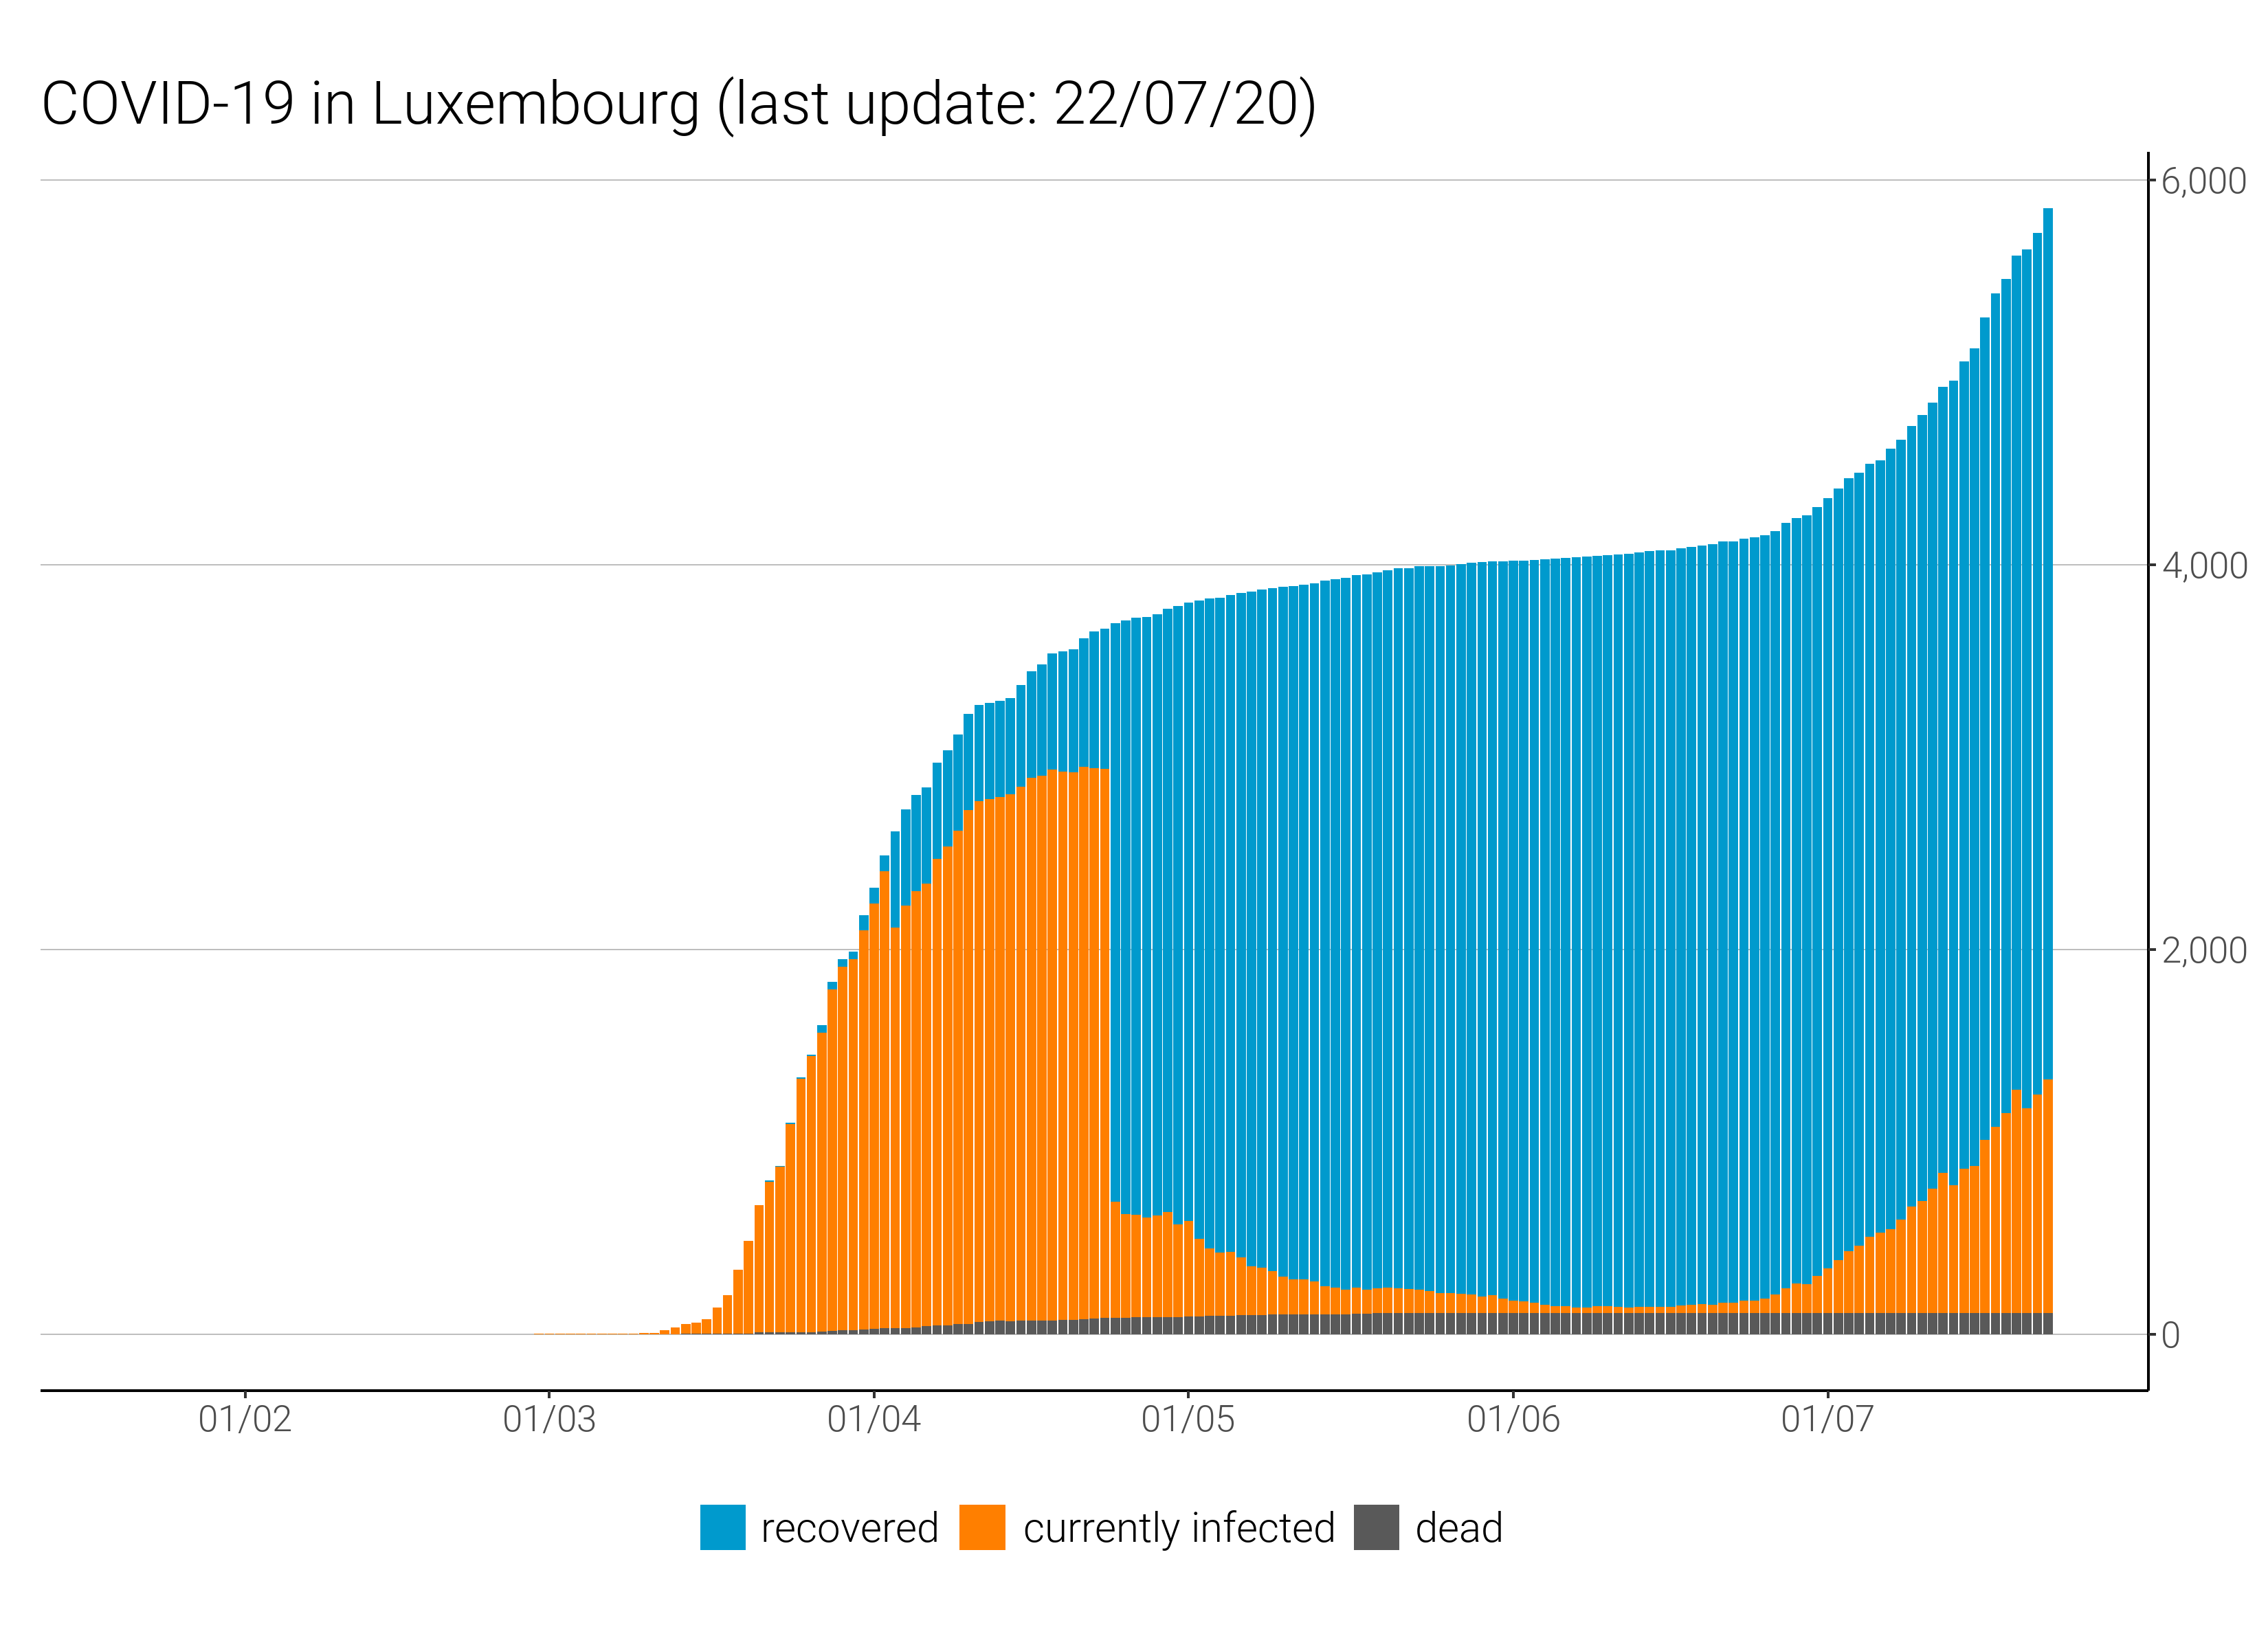 COVID-19 in Luxembourg (last update: 22/07/20)
6,000
4,000
2,000
0
01/02 01/03 01/04 01/05 01/06 01/07
recovered currently infected dead